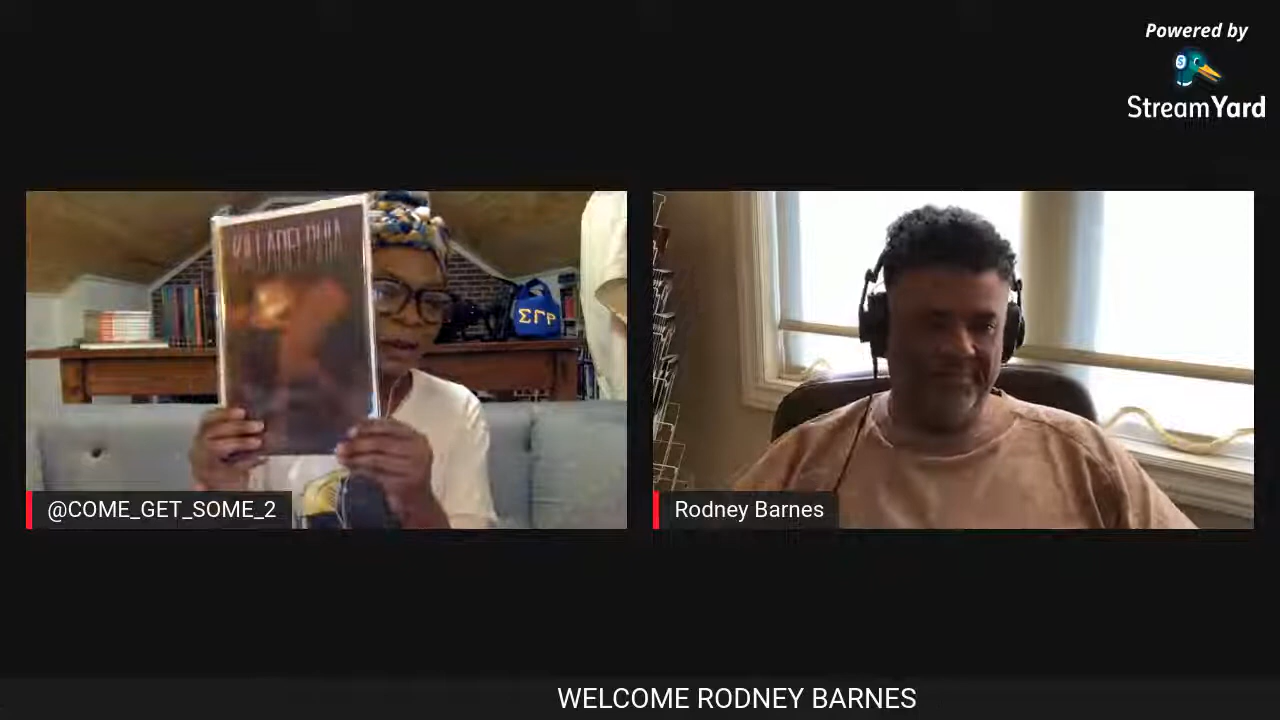 Powered by
StreamYard
KILLADELPHIA
ΣΓΡ
@COME_GET_SOME_2
Rodney Barnes
WELCOME RODNEY BARNES